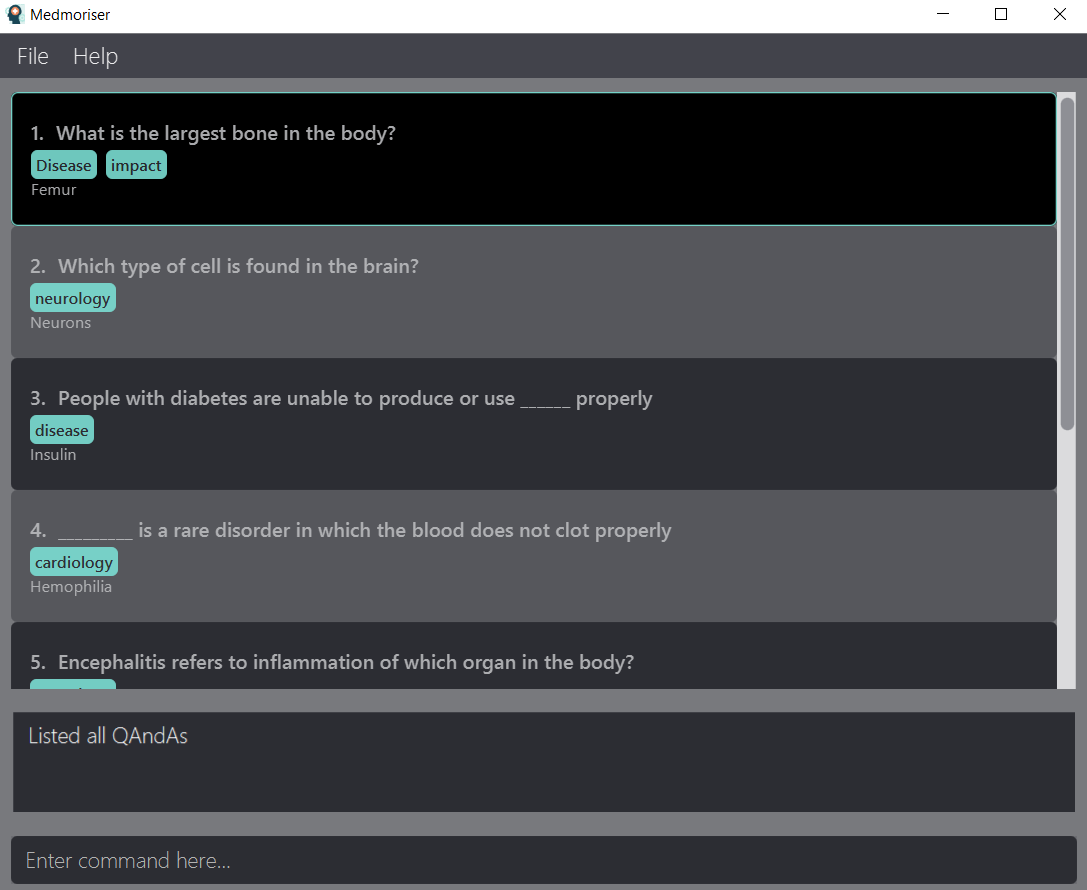 Medmoriser
File Help
1. What is the largest bone in the body?
Disease impact
Femur
2. Which type of cell is found in the brain?
neurology
Neurons
3. People with diabetes are unable to produce or use ______ properly
disease
Insulin
4. _________ is a rare disorder in which the blood does not clot properly
cardiology
Hemophilia
5. Encephalitis refers to inflammation of which organ in the body?
Listed all QAndAs
Enter command here...